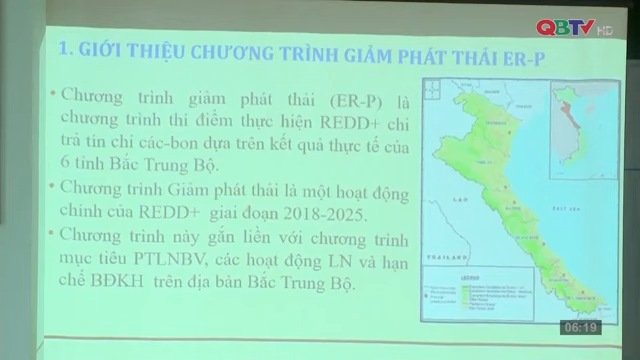 QBTV HD
1. GIỚI THIỆU CHƯƠNG TRÌNH GIẢM PHÁT THẢI ER-P
• Chương trình giảm phát thải (ER-P) là
chương trình thí điểm thực hiện REDD+ chi
trả tín chỉ các-bon dựa trên kết quả thực tế của
6 tỉnh Bắc Trung Bộ.
• Chương trình Giảm phát thải là một hoạt động
chính của REDD+ giai đoạn 2018-2025.
• Chương trình này gắn liền với chương trình
mục tiêu PTLNBV, các hoạt động LN và hạn
chế BĐKH trên địa bàn Bắc Trung Bộ.
LAO
EAST SEA
THAILAND
LEGEND
06:19